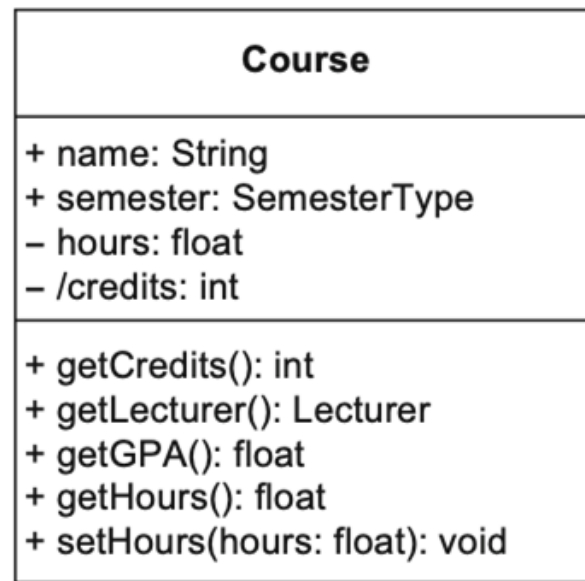 Course
+ name: String
+ semester: SemesterType
– hours: float
– /credits: int
+ getCredits(): int
+ getLecturer(): Lecturer
+ getGPA(): float
+ getHours(): float
+ setHours(hours: float): void